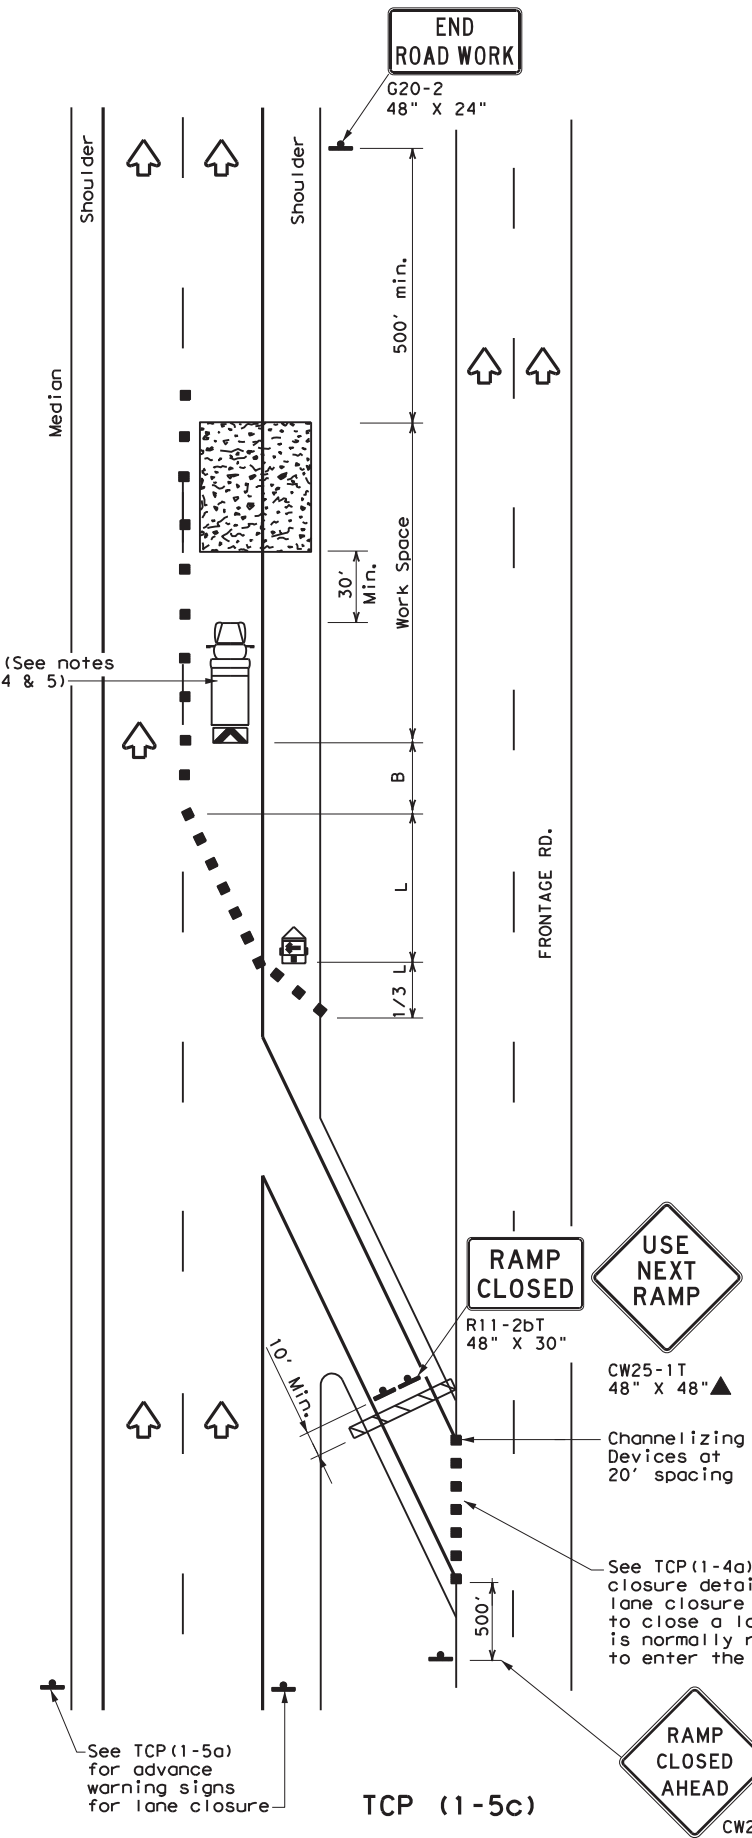 END
ROAD WORK
G20-2
48" X 24"
Shoulder
Shoulder
500' min.
Median
Work Space
30'
Min.
(See notes
4 & 5)
B
L
FRONTAGE RD.
1/3 L
RAMP
CLOSED
R11-2bT
48" X 30"
USE
NEXT
RAMP
CW25-1T
48" X 48"
10' Min.
Channelizing
Devices at
20' spacing
See TCP(1-4a)
closure detai
lane closure
to close a la
is normally r
to enter the
500'
RAMP
CLOSED
AHEAD
CW2
See TCP(1-5a)
for advance
warning signs
for lane closure
TCP (1-5c)